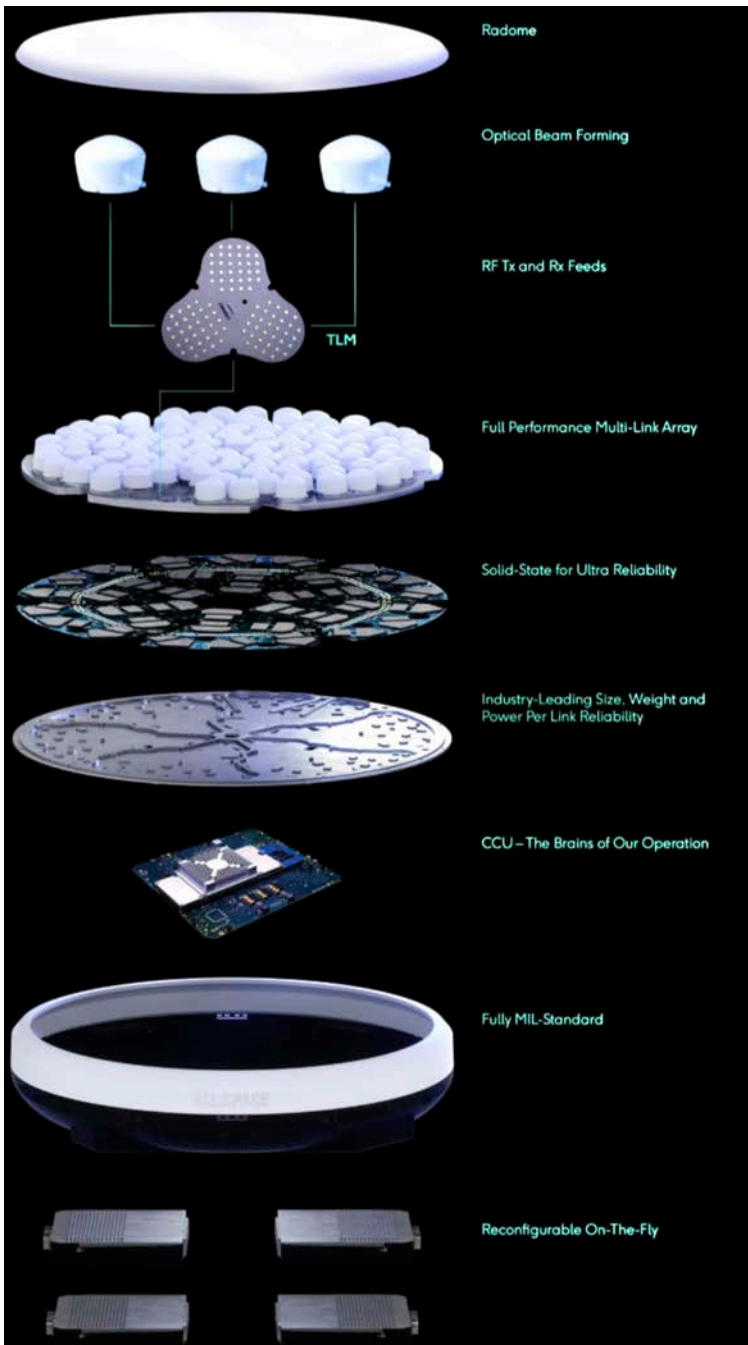 Radome
Optical Beam Forming
RF Tx and Rx Feeds
TLM
Full Performance Multi-Link Array
Solid-State for Ultra Reliability
Industry-Leading Size, Weight and
Power Per Link Reliability
CCU – The Brains of Our Operation
Fully MIL-Standard
ALL.SPACE
Reconfigurable On-The-Fly